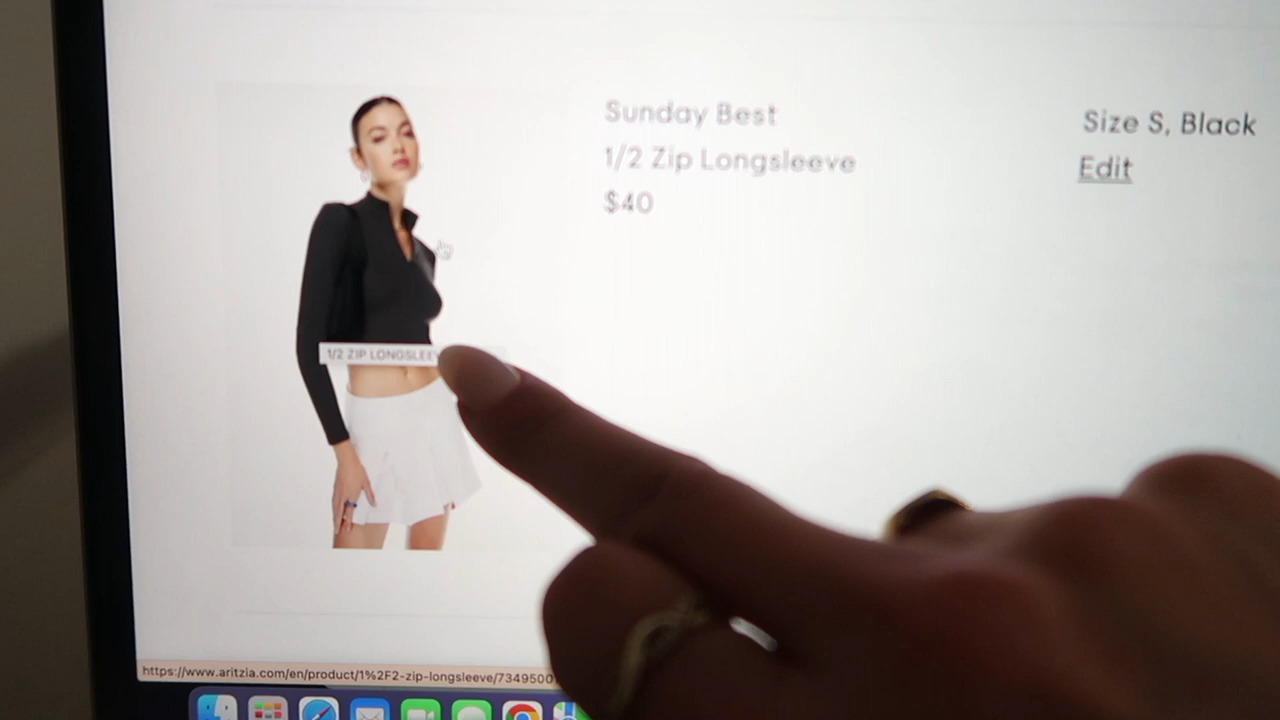 Sunday Best
1/2 Zip Longsleeve
$40
Size S, Black
Edit
1/2 ZIP LONGSLEE
https://www.aritzia.com/en/product/1%2F2-zip-longsleeve/7349500